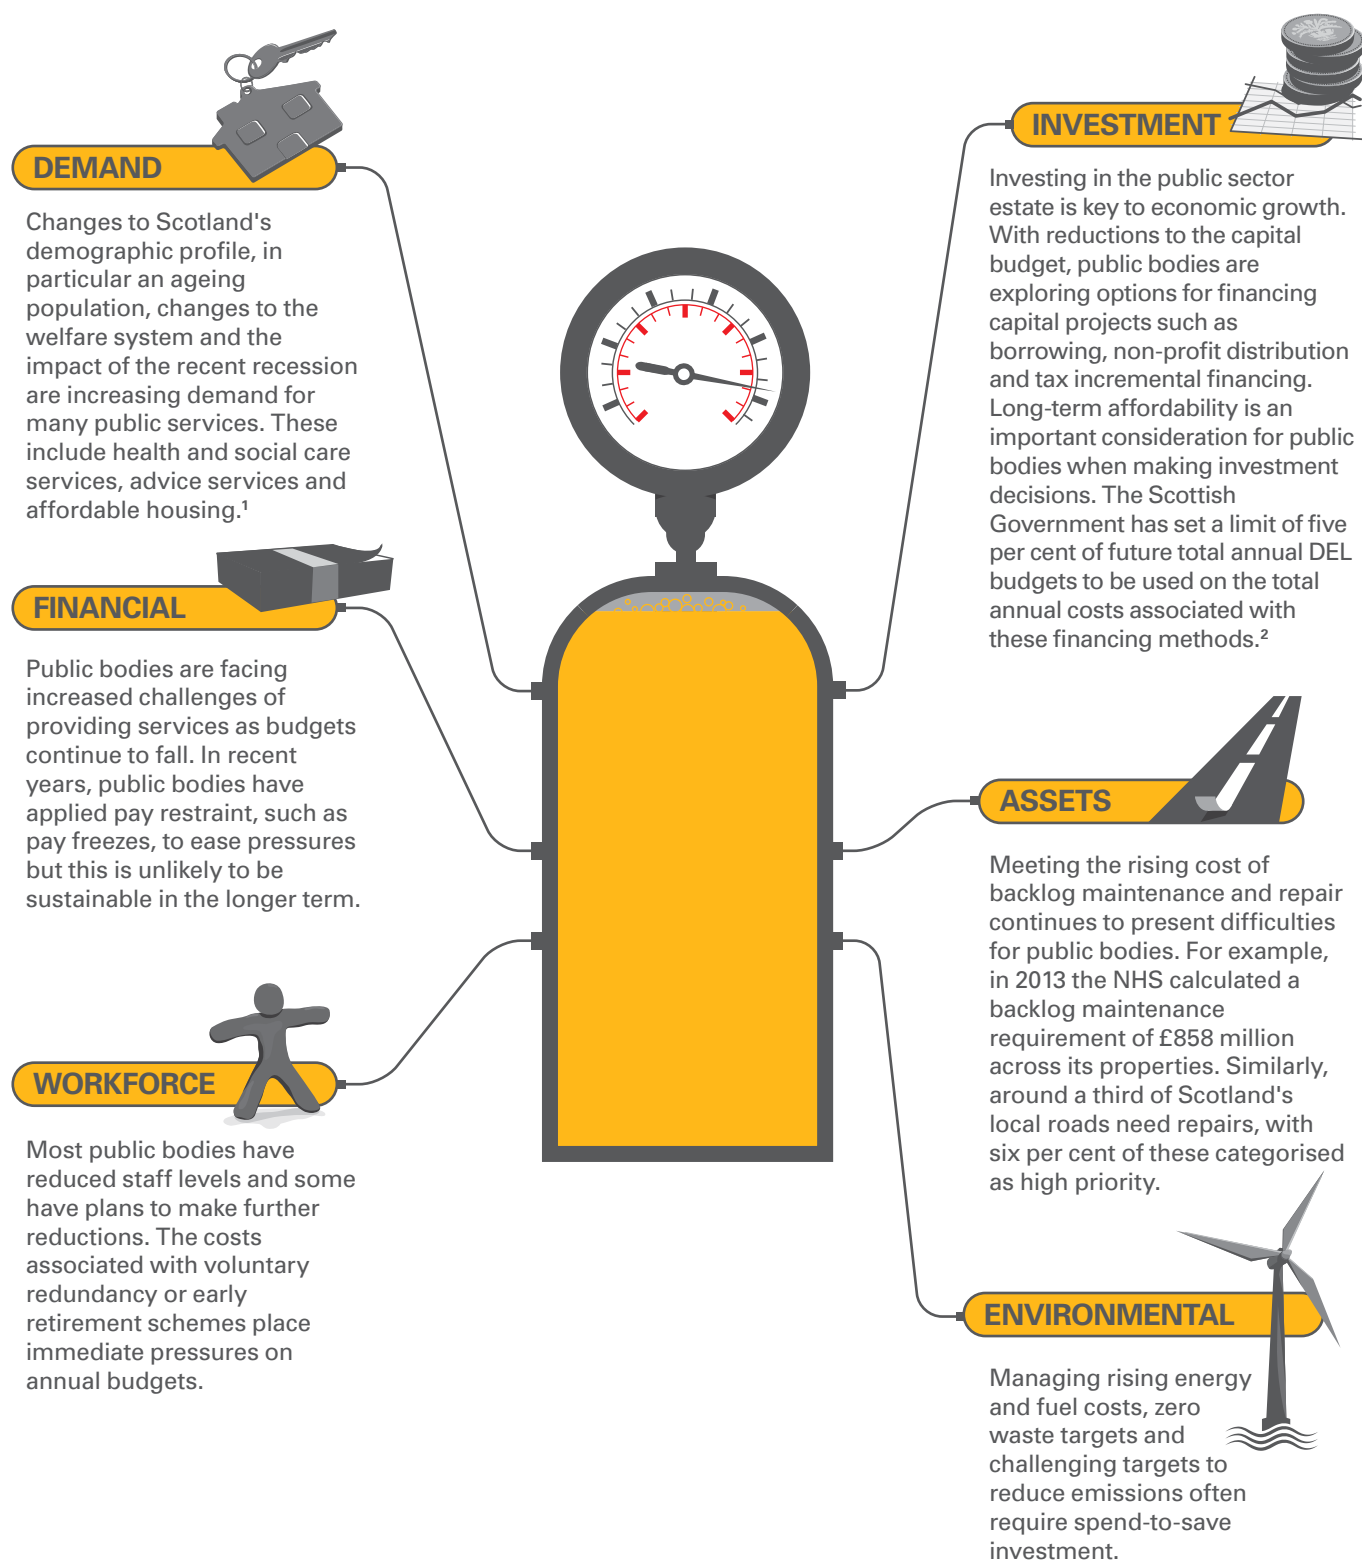 DEMAND
Changes to Scotland's
demographic profile, in
particular an ageing
population, changes to the
welfare system and the
impact of the recent recession
are increasing demand for
many public services. These
include health and social care
services, advice services and
affordable housing.¹
FINANCIAL
Public bodies are facing
increased challenges of
providing services as budgets
continue to fall. In recent
years, public bodies have
applied pay restraint, such as
pay freezes, to ease pressures
but this is unlikely to be
sustainable in the longer term.
WORKFORCE
Most public bodies have
reduced staff levels and some
have plans to make further
reductions. The costs
associated with voluntary
redundancy or early
retirement schemes place
immediate pressures on
annual budgets.
INVESTMENT
Investing in the public sector
estate is key to economic growth.
With reductions to the capital
budget, public bodies are
exploring options for financing
capital projects such as
borrowing, non-profit distribution
and tax incremental financing.
Long-term affordability is an
important consideration for public
bodies when making investment
decisions. The Scottish
Government has set a limit of five
per cent of future total annual DEL
budgets to be used on the total
annual costs associated with
these financing methods.²
ASSETS
Meeting the rising cost of
backlog maintenance and repair
continues to present difficulties
for public bodies. For example,
in 2013 the NHS calculated a
backlog maintenance
requirement of £858 million
across its properties. Similarly,
around a third of Scotland's
local roads need repairs, with
six per cent of these categorised
as high priority.
ENVIRONMENTAL
Managing rising energy
and fuel costs, zero
waste targets and
challenging targets to
reduce emissions often
require spend-to-save
investment.